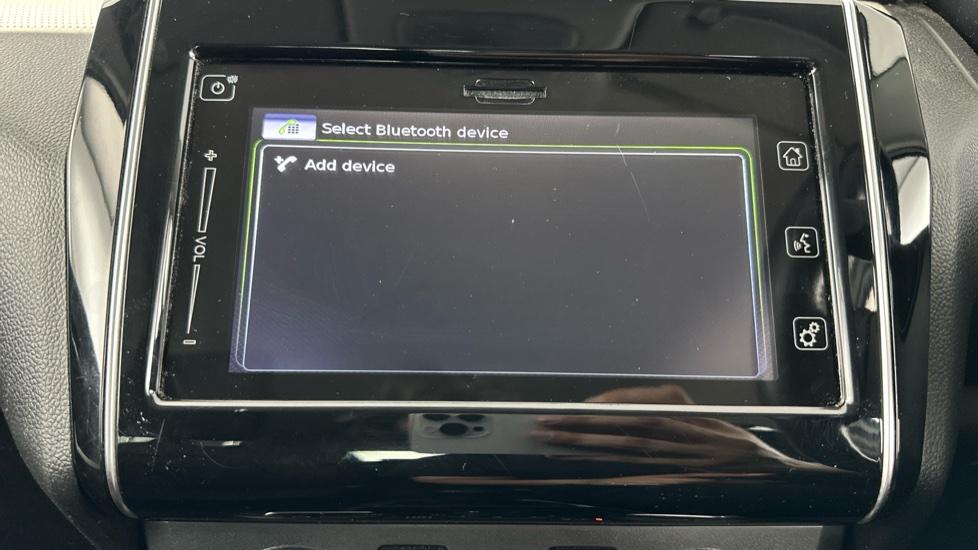 Select Bluetooth device
Add device
+
VOL
-